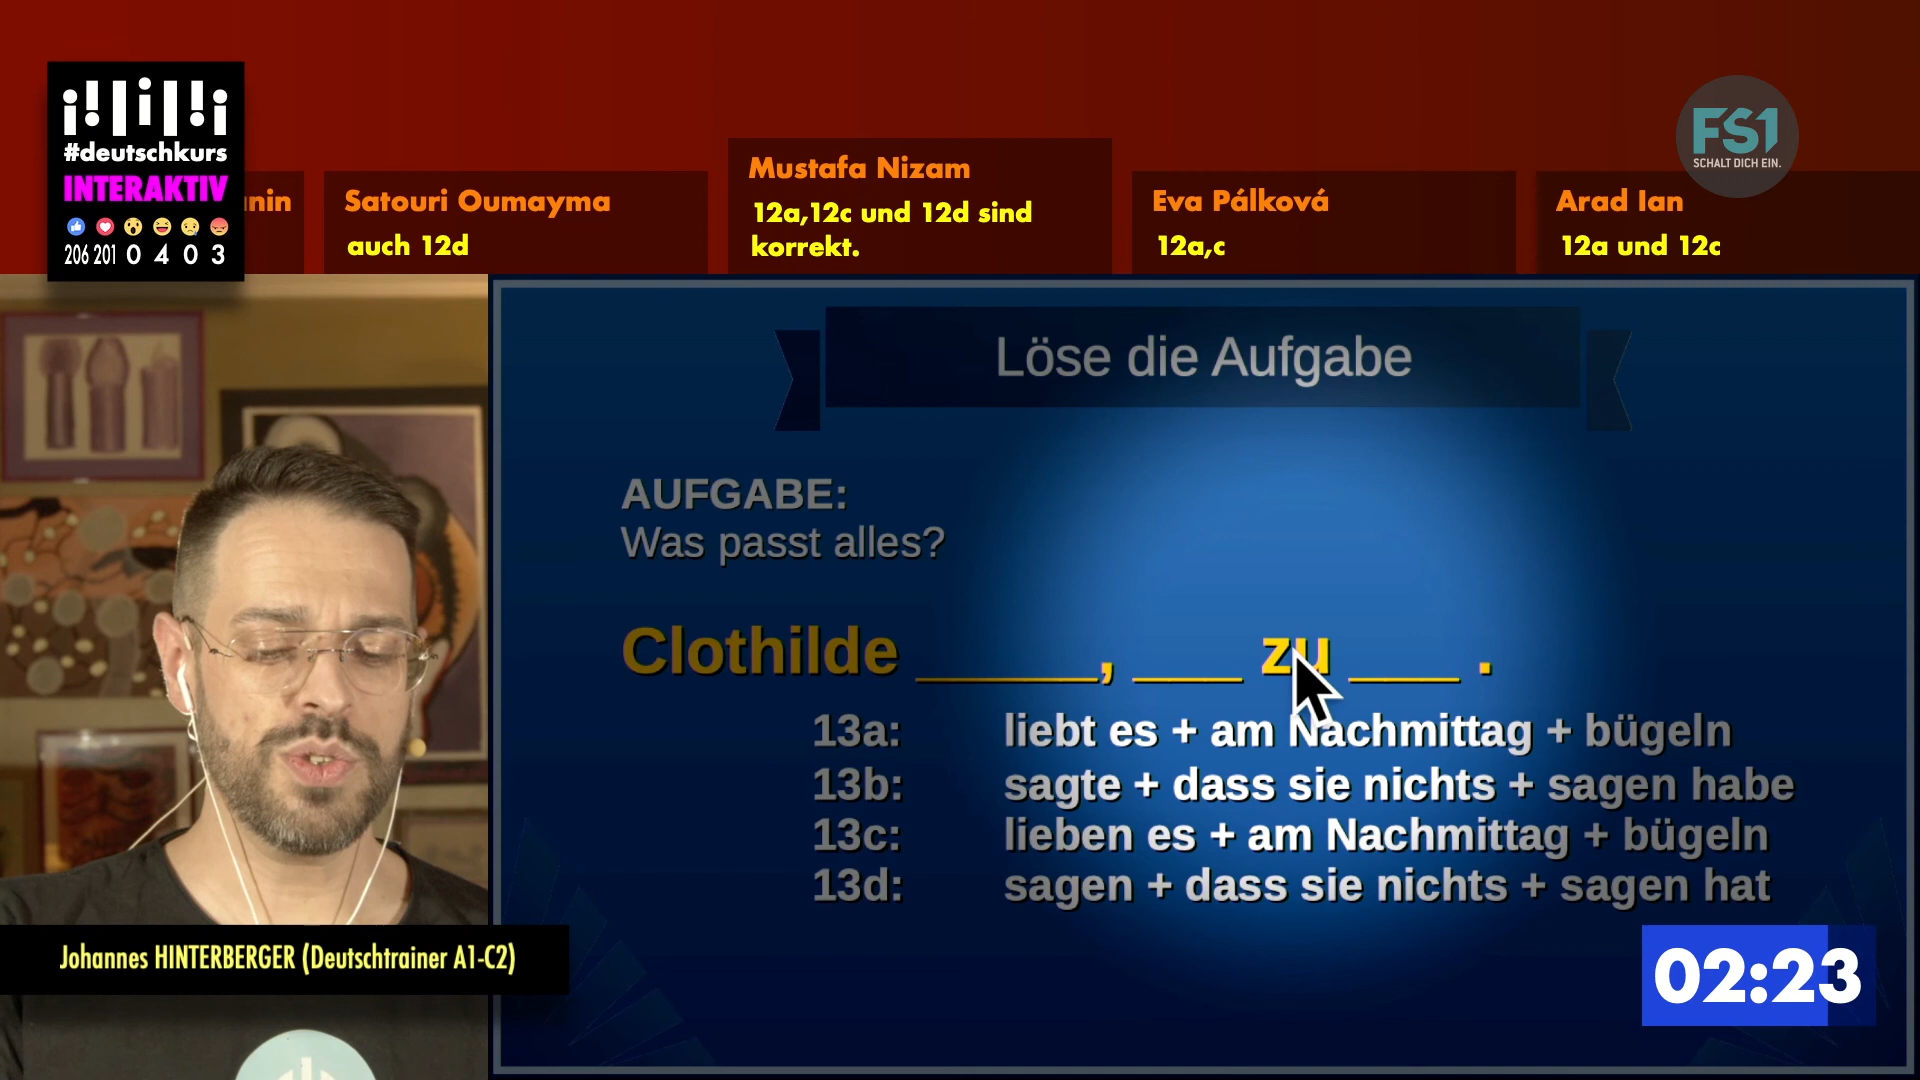 #deutschkurs
INTERAKTIV
206 201 0 4 0 3
nin
Satouri Oumayma
auch 12d
Mustafa Nizam
12a,12c und 12d sind
korrekt.
Eva Pálková
12a,c
Arad Ian
12a und 12c
FS1
SCHALT DICH EIN.
Löse die Aufgabe
AUFGABE:
Was passt alles?
Clothilde _____, ___ zu ___ .
13a: liebt es + am Nachmittag + bügeln
13b: sagte + dass sie nichts + sagen habe
13c: lieben es + am Nachmittag + bügeln
13d: sagen + dass sie nichts + sagen hat
Johannes HINTERBERGER (Deutschtrainer A1-C2)
02:23